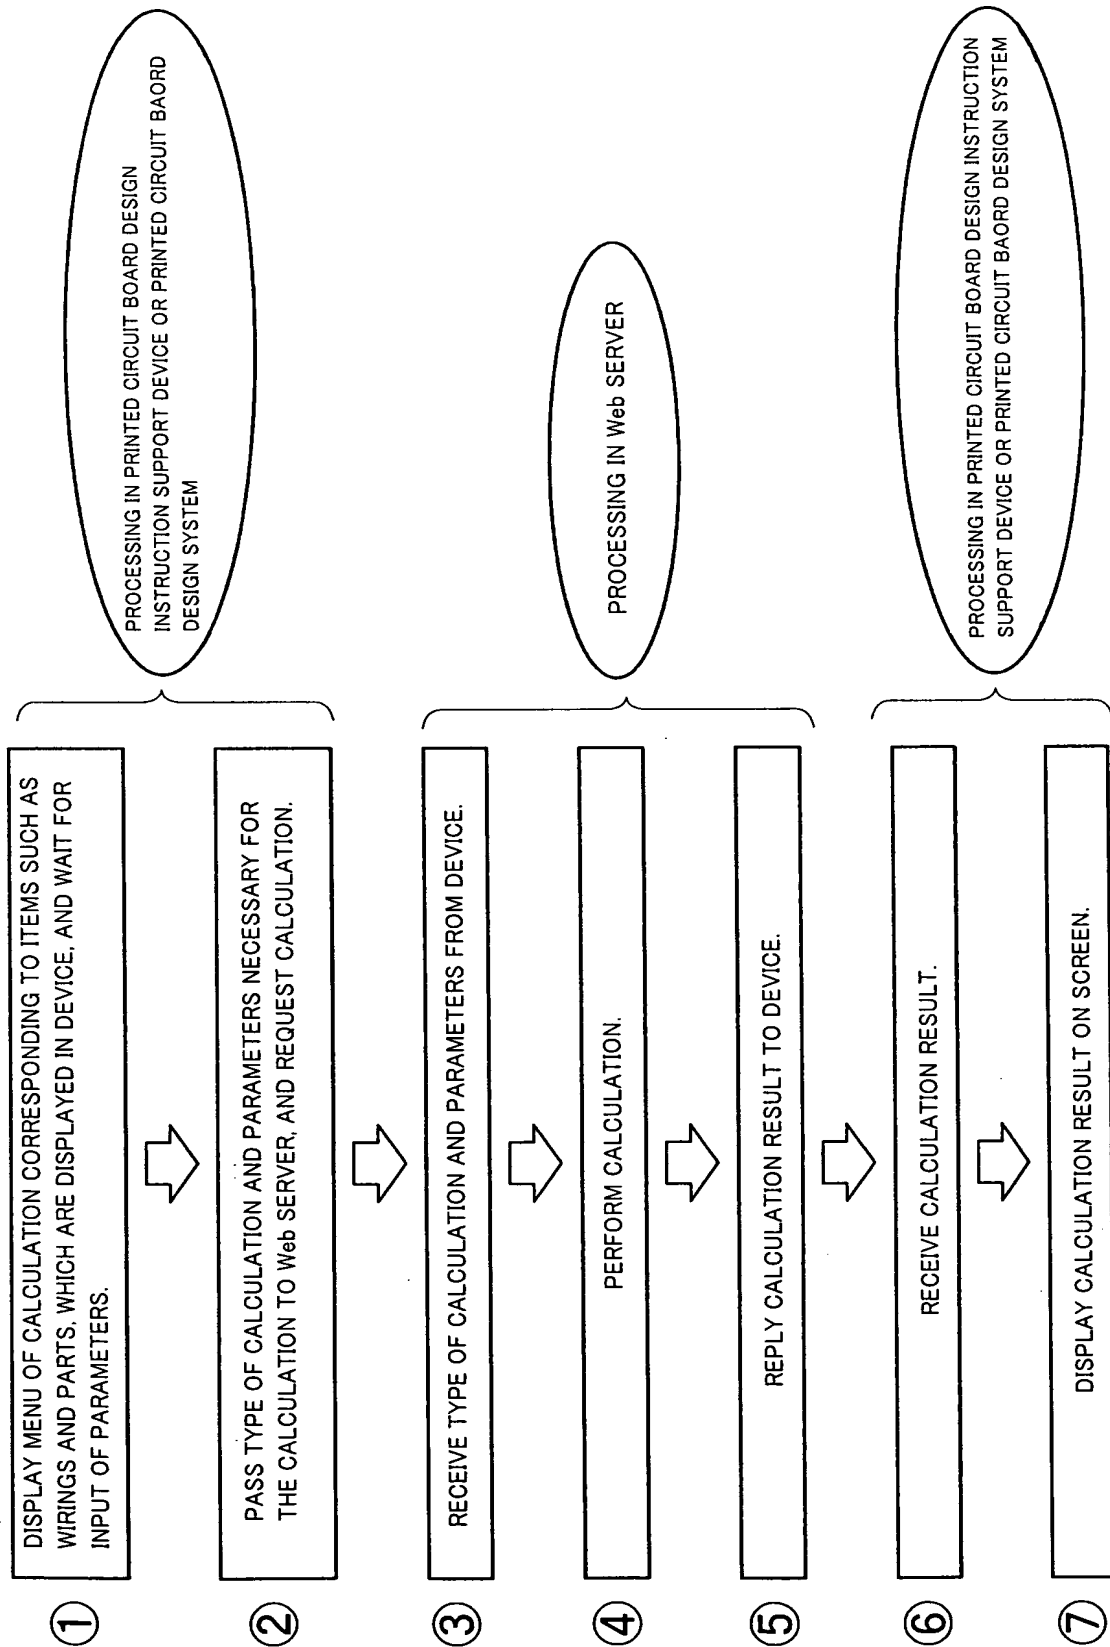 ①
DISPLAY MENU OF CALCULATION CORRESPONDING TO ITEMS SUCH AS
WIRINGS AND PARTS, WHICH ARE DISPLAYED IN DEVICE, AND WAIT FOR
INPUT OF PARAMETERS.
②
PASS TYPE OF CALCULATION AND PARAMETERS NECESSARY FOR
THE CALCULATION TO Web SERVER, AND REQUEST CALCULATION.
PROCESSING IN PRINTED CIRCUIT BOARD DESIGN
INSTRUCTION SUPPORT DEVICE OR PRINTED CIRCUIT BAORD
DESIGN SYSTEM
③
RECEIVE TYPE OF CALCULATION AND PARAMETERS FROM DEVICE.
④
PERFORM CALCULATION.
⑤
REPLY CALCULATION RESULT TO DEVICE.
PROCESSING IN Web SERVER
⑥
RECEIVE CALCULATION RESULT.
⑦
DISPLAY CALCULATION RESULT ON SCREEN.
PROCESSING IN PRINTED CIRCUIT BOARD DESIGN INSTRUCTION
SUPPORT DEVICE OR PRINTED CIRCUIT BAORD DESIGN SYSTEM